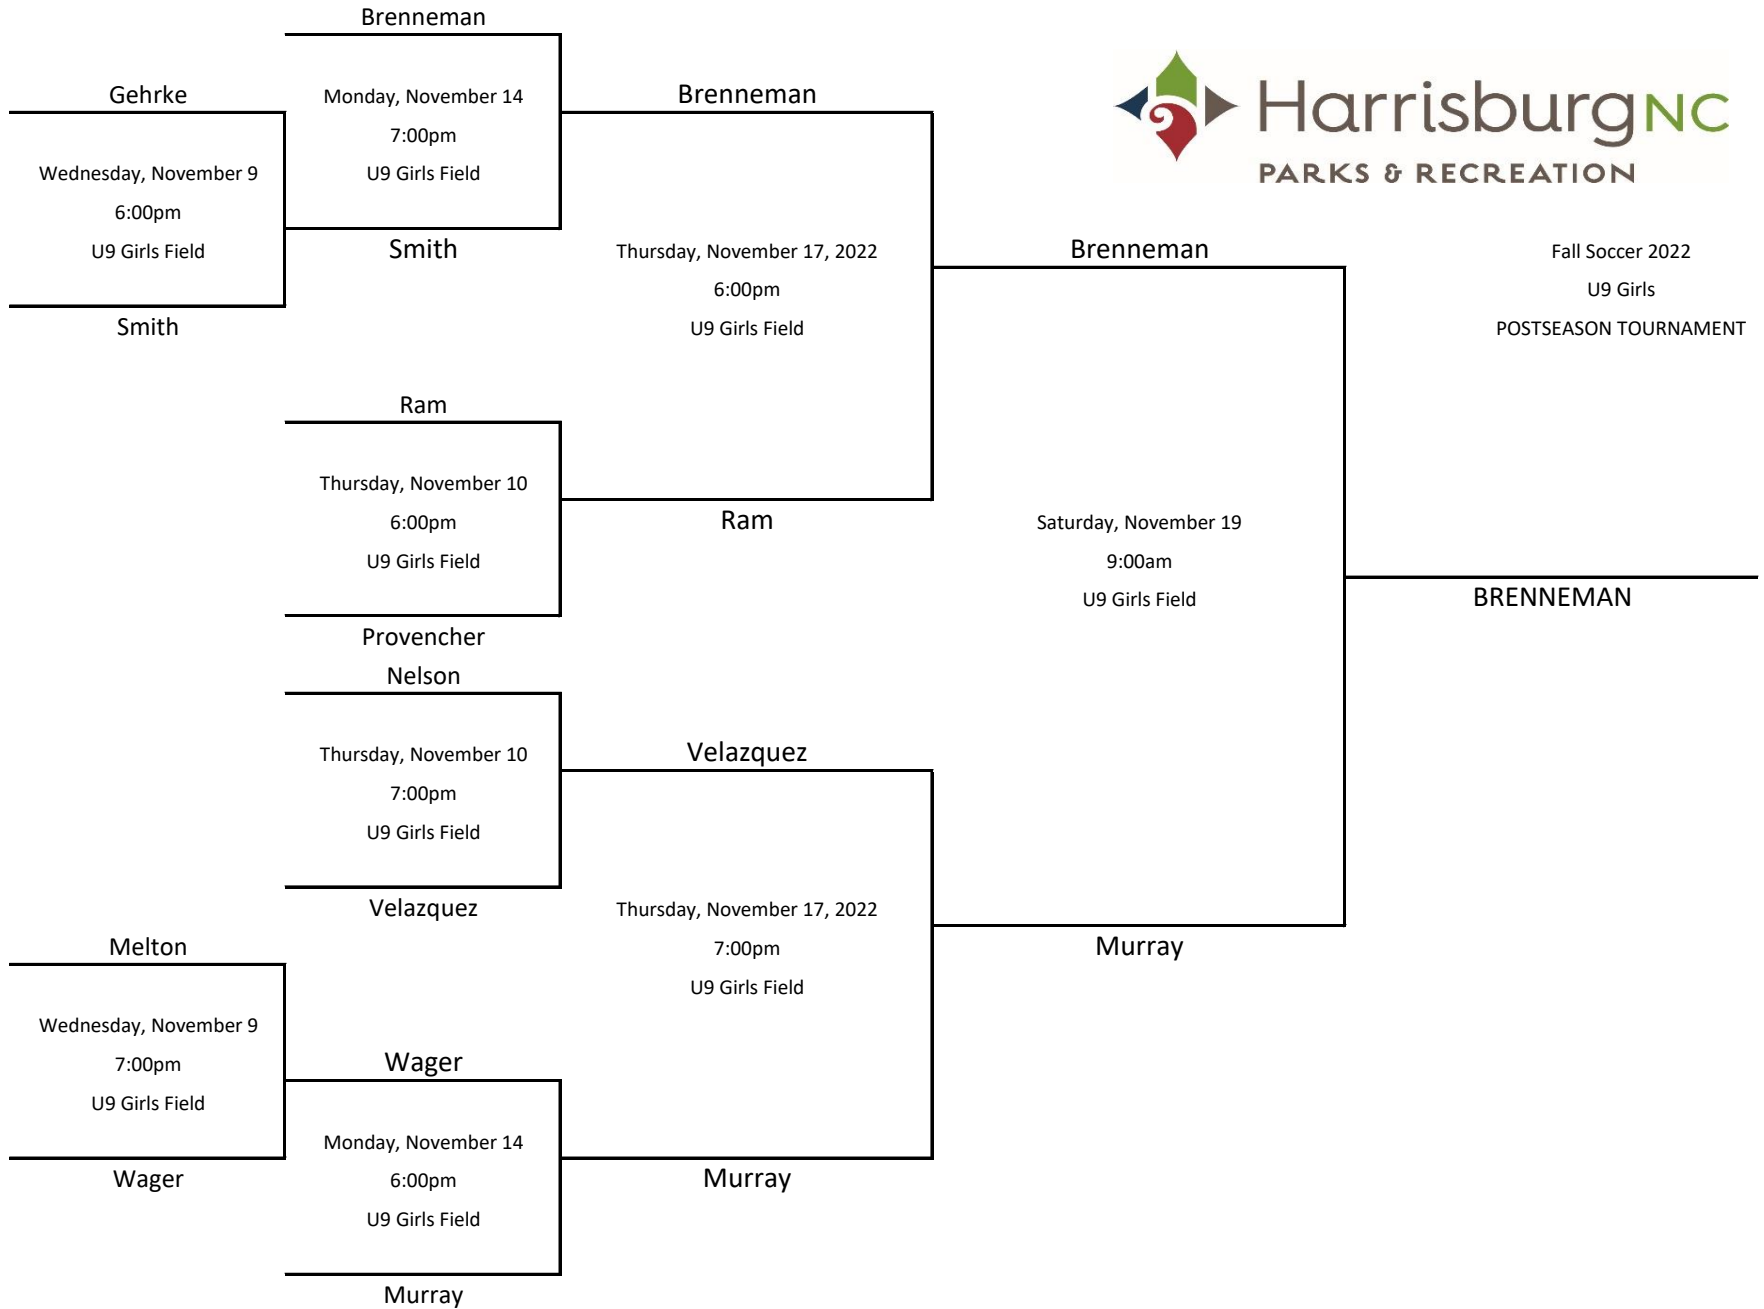 Brenneman
Gehrke
Monday, November 14
7:00pm
U9 Girls Field
Brenneman
Harrisburg NC
PARKS & RECREATION
Wednesday, November 9
6:00pm
U9 Girls Field
Smith
Smith
Thursday, November 17, 2022
6:00pm
U9 Girls Field
Brenneman
Fall Soccer 2022
U9 Girls
POSTSEASON TOURNAMENT
Ram
Thursday, November 10
6:00pm
U9 Girls Field
Provencher
Ram
Saturday, November 19
9:00am
U9 Girls Field
BRENNEMAN
Nelson
Thursday, November 10
7:00pm
U9 Girls Field
Velazquez
Velazquez
Thursday, November 17, 2022
7:00pm
U9 Girls Field
Murray
Melton
Wednesday, November 9
7:00pm
U9 Girls Field
Wager
Wager
Monday, November 14
6:00pm
U9 Girls Field
Murray
Murray